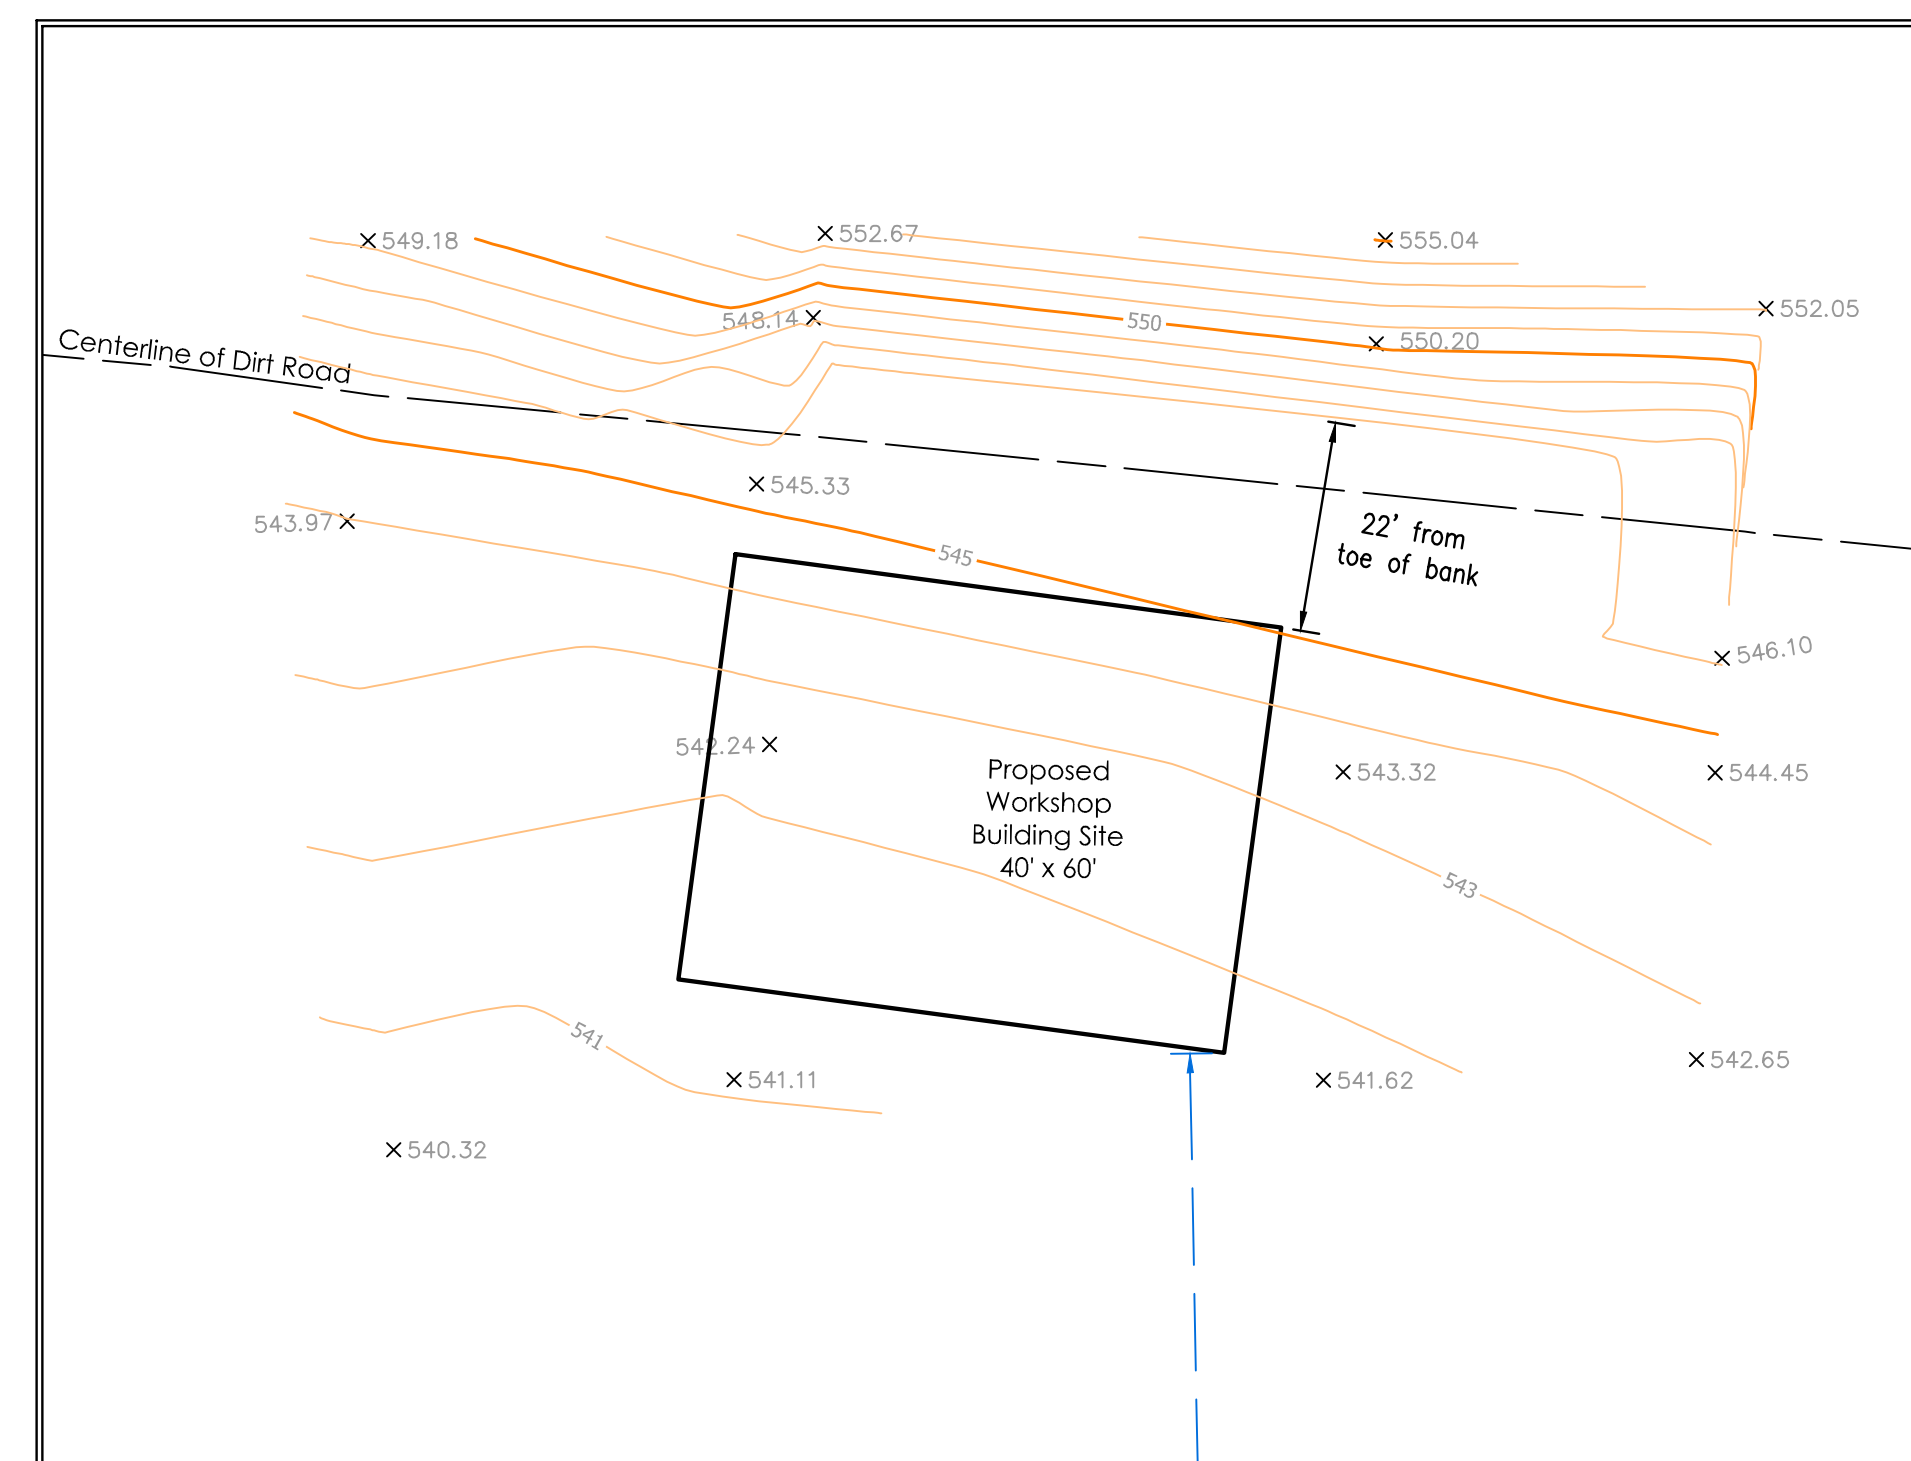 549.18
552.67
555.04
552.05
548.14
550
550.20
Centerline of Dirt Road
545.33
543.97
22' from
toe of bank
545
546.10
542.24
543.32
544.45
Proposed
Workshop
Building Site
40' x 60'
543
541
541.11
541.62
542.65
540.32